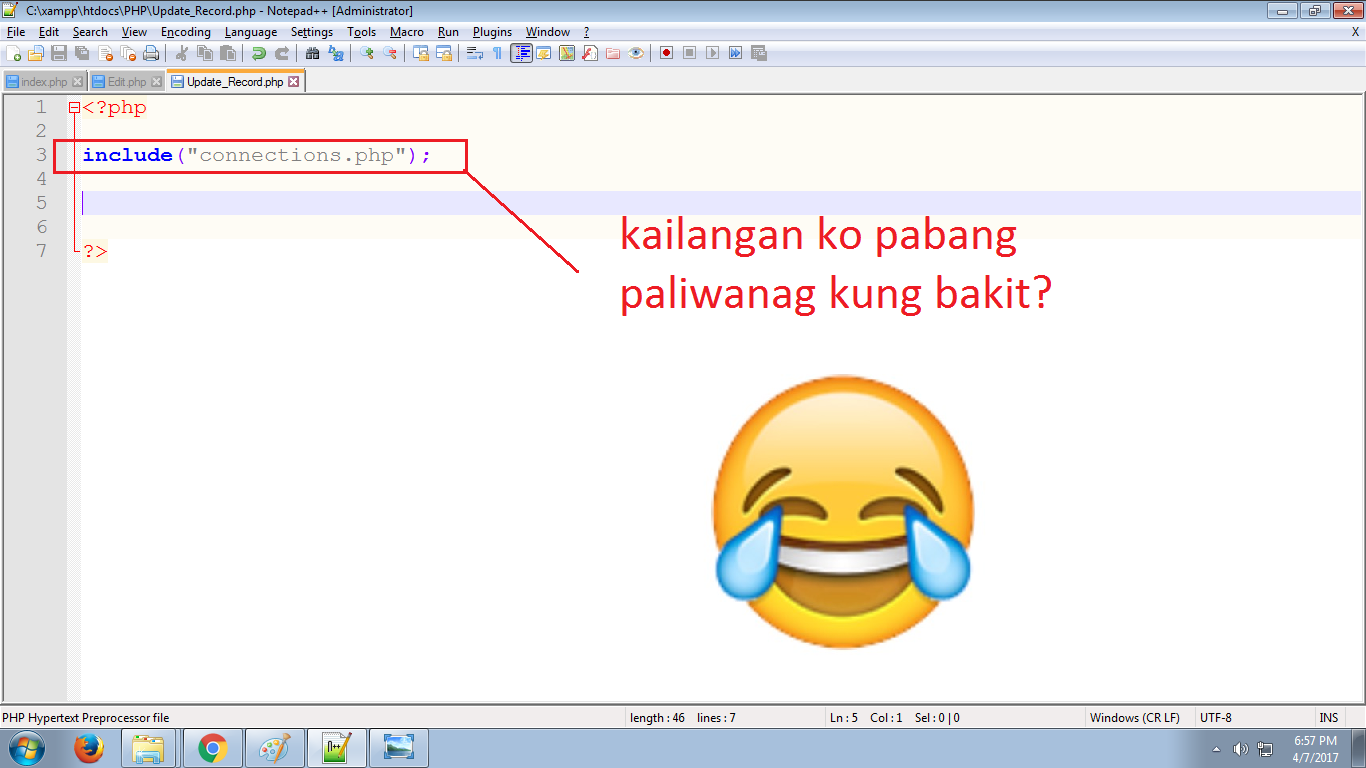 C:\xampp\htdocs\PHP\Update_Record.php - Notepad++ [Administrator]
File Edit Search View Encoding Language Settings Tools Macro Run Plugins Window ? X
index.php Edit.php Update_Record.php
1 <?php
2
3 include("connections.php");
4
5
6
7 ?>
kailangan ko pabang
paliwanag kung bakit?
PHP Hypertext Preprocessor file length : 46 lines : 7 Ln : 5 Col : 1 Sel : 0 | 0 Windows (CR LF) UTF-8 INS
6:57 PM
4/7/2017